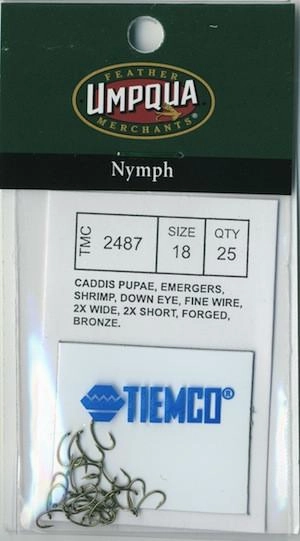 FEATHER
UMPQUA
MERCHANTS®
Nymph
TMC 2487 SIZE 18 QTY 25
CADDIS PUPAE, EMERGERS,
SHRIMP, DOWN EYE, FINE WIRE,
2X WIDE, 2X SHORT, FORGED,
BRONZE.
TIEMCO®